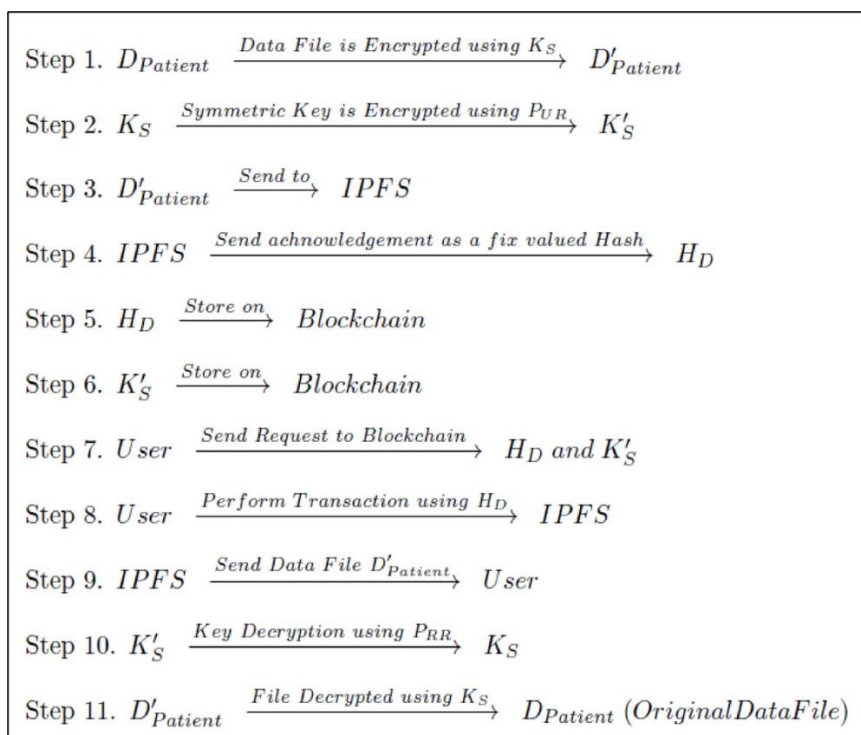 Step 1. D_Patient Data File is Encrypted using K_S → D′_Patient
Step 2. K_S Symmetric Key is Encrypted using P_UR → K′_S
Step 3. D′_Patient Send to → IPFS
Step 4. IPFS Send achnowledgement as a fix valued Hash → H_D
Step 5. H_D Store on → Blockchain
Step 6. K′_S Store on → Blockchain
Step 7. User Send Request to Blockchain → H_D and K′_S
Step 8. User Perform Transaction using H_D → IPFS
Step 9. IPFS Send Data File D′_Patient → User
Step 10. K′_S Key Decryption using P_RR → K_S
Step 11. D′_Patient File Decrypted using K_S → D_Patient (OriginalDataFile)